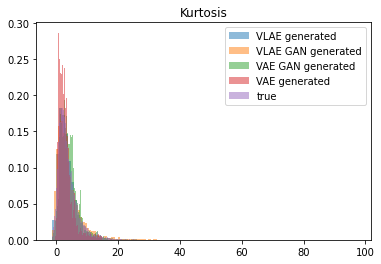 Kurtosis
0.30
0.25
0.20
0.15
0.10
0.05
0.00
VLAE generated
VLAE GAN generated
VAE GAN generated
VAE generated
true
0 20 40 60 80 100